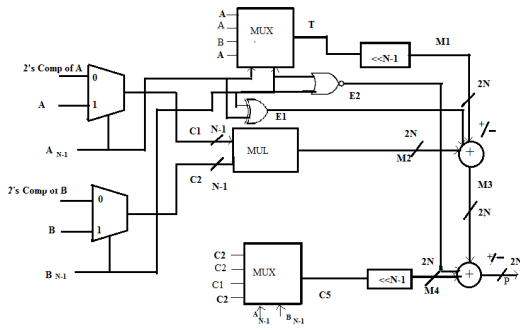 A
A
B
A
MUX
T
<<N-1
M1
2N
+/-
2's Comp of A
0
A
1
A N-1
E2
E1
C1
N-1
MUL
C2
N-1
2N
M2
+
M3
2N
2's Comp of B
0
B
1
B N-1
C2
C2
C1
C2
MUX
A N-1
B N-1
C5
<<N-1
2N
M4
+/-
+
2N
P